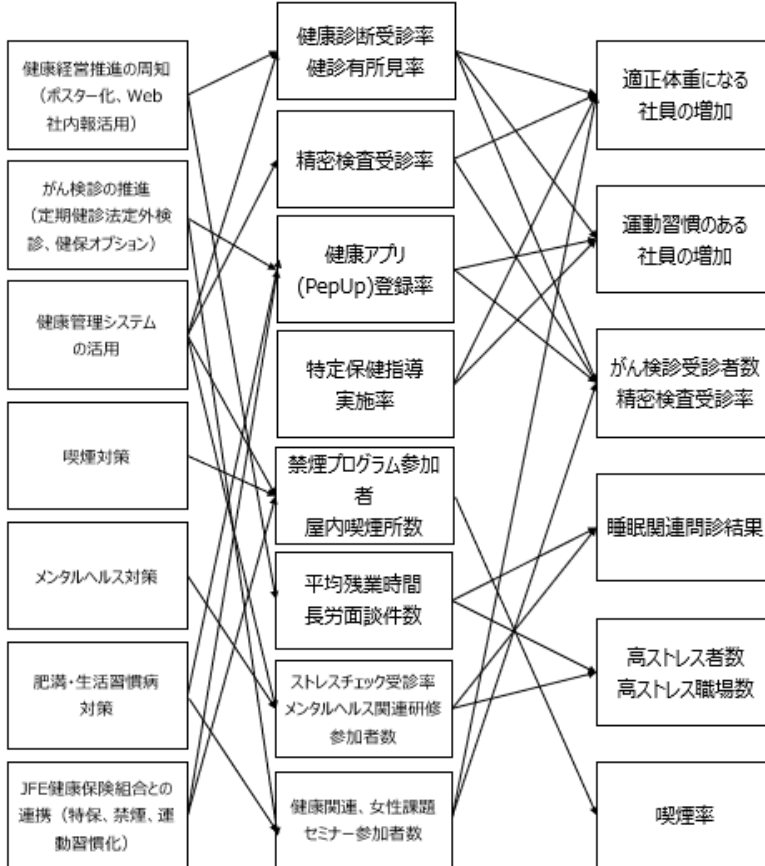 健康経営推進の周知
（ポスター化、Web
社内報活用）
がん検診の推進
（定期健診法定外検
診、健保オプション）
健康管理システム
の活用
喫煙対策
メンタルヘルス対策
肥満・生活習慣病
対策
JFE健康保険組合との
連携（特保、禁煙、運
動習慣化）
健康診断受診率
健診有所見率
精密検査受診率
健康アプリ
(PepUp)登録率
特定保健指導
実施率
禁煙プログラム参加
者
屋内喫煙所数
平均残業時間
長労面談件数
ストレスチェック受診率
メンタルヘルス関連研修
参加者数
健康関連、女性課題
セミナー参加者数
適正体重になる
社員の増加
運動習慣のある
社員の増加
がん検診受診者数
精密検査受診率
睡眠関連問診結果
高ストレス者数
高ストレス職場数
喫煙率